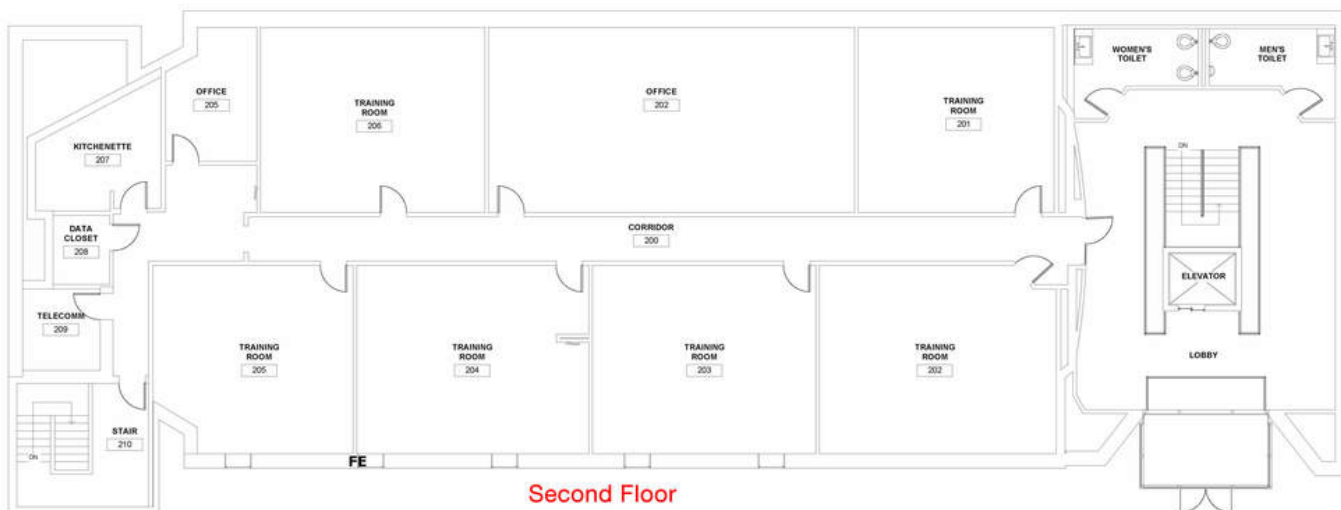 WOMEN'S
TOILET
MEN'S
TOILET
OFFICE
205
TRAINING
ROOM
206
OFFICE
202
TRAINING
ROOM
201
KITCHENETTE
207
DN
DATA
CLOSET
208
CORRIDOR
200
ELEVATOR
TELECOMM
209
TRAINING
ROOM
205
TRAINING
ROOM
204
TRAINING
ROOM
203
TRAINING
ROOM
202
LOBBY
STAIR
210
DN
FE
Second Floor